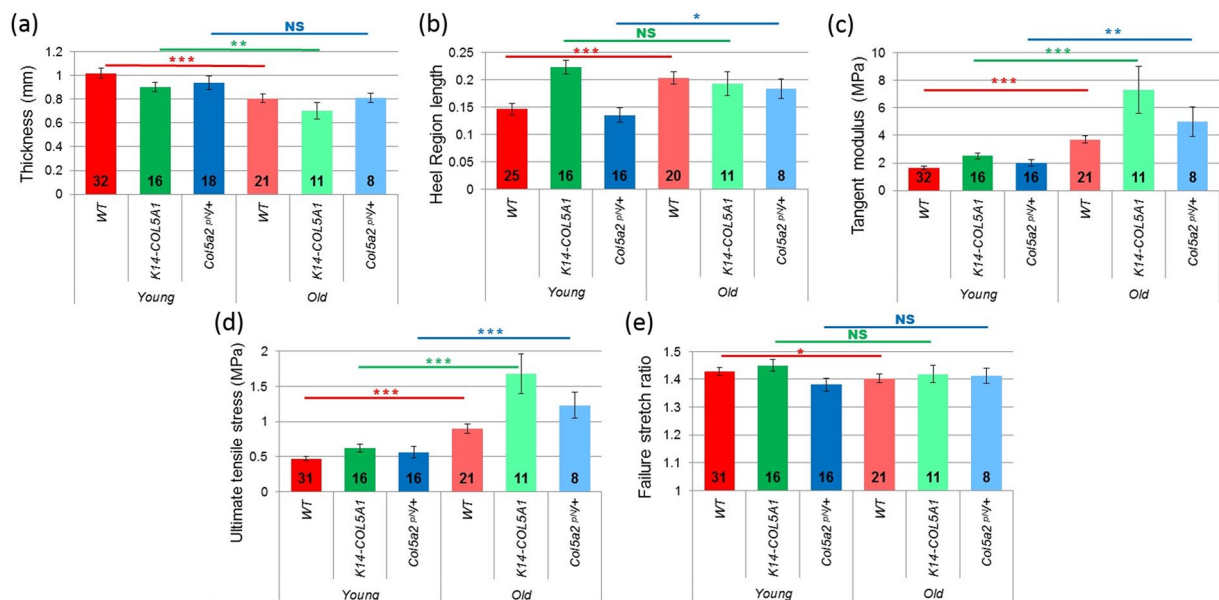 (a)
NS
**
***
Thickness (mm)
1.2
1
0.8
0.6
0.4
0.2
0
32 16 18 21 11 8
WT K14-COL5A1 Col5a2 pN/+ WT K14-COL5A1 Col5a2 pN/+
Young Old
(b)
*
NS
***
Heel Region length
0.25
0.2
0.15
0.1
0.05
0
25 16 16 20 11 8
WT K14-COL5A1 Col5a2 pN/+ WT K14-COL5A1 Col5a2 pN/+
Young Old
(c)
**
***
***
Tangent modulus (MPa)
10
8
6
4
2
0
32 16 16 21 11 8
WT K14-COL5A1 Col5a2 pN/+ WT K14-COL5A1 Col5a2 pN/+
Young Old
(d)
***
***
***
Ultimate tensile stress (MPa)
2
1.5
1
0.5
0
31 16 16 21 11 8
WT K14-COL5A1 Col5a2 pN/+ WT K14-COL5A1 Col5a2 pN/+
Young Old
(e)
NS
NS
*
Failure stretch ratio
1.5
1.4
1.3
1.2
1.1
1
31 16 16 21 11 8
WT K14-COL5A1 Col5a2 pN/+ WT K14-COL5A1 Col5a2 pN/+
Young Old